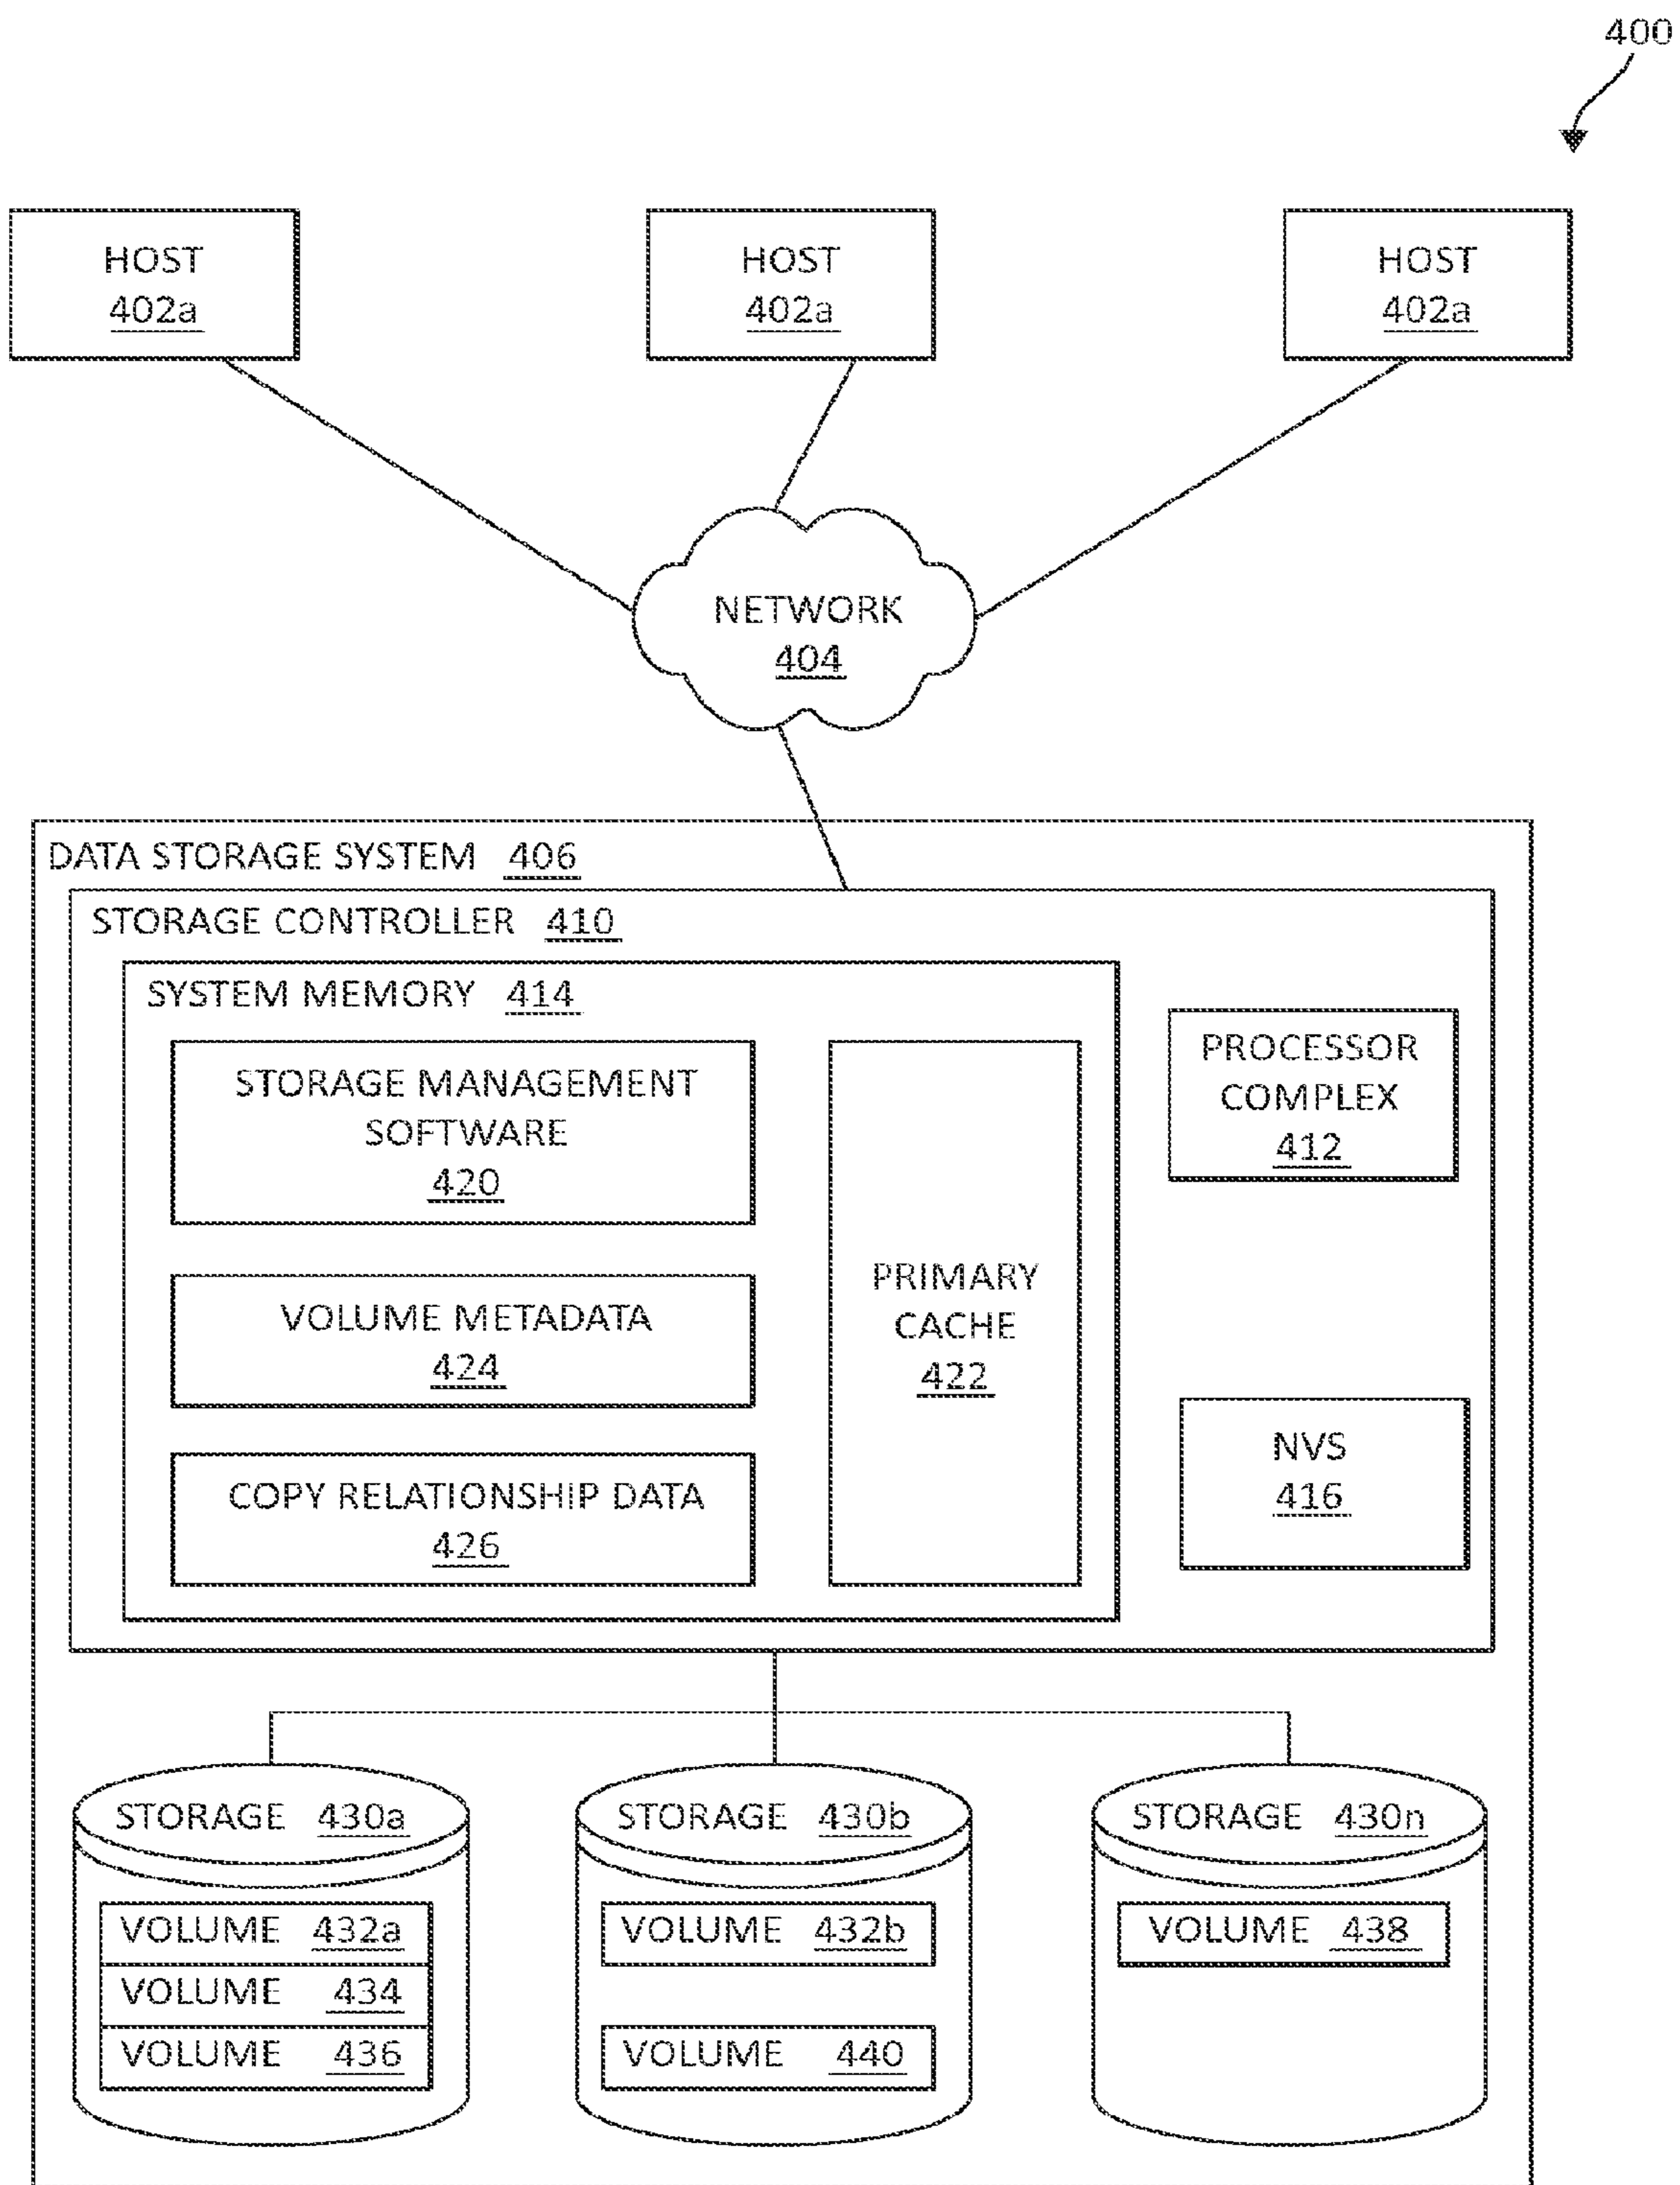 400
HOST
402a
HOST
402a
HOST
402a
NETWORK
404
DATA STORAGE SYSTEM 406
STORAGE CONTROLLER 410
SYSTEM MEMORY 414
STORAGE MANAGEMENT
SOFTWARE
420
VOLUME METADATA
424
COPY RELATIONSHIP DATA
426
PRIMARY
CACHE
422
PROCESSOR
COMPLEX
412
NVS
416
STORAGE 430a
VOLUME 432a
VOLUME 434
VOLUME 436
STORAGE 430b
VOLUME 432b
VOLUME 440
STORAGE 430n
VOLUME 438